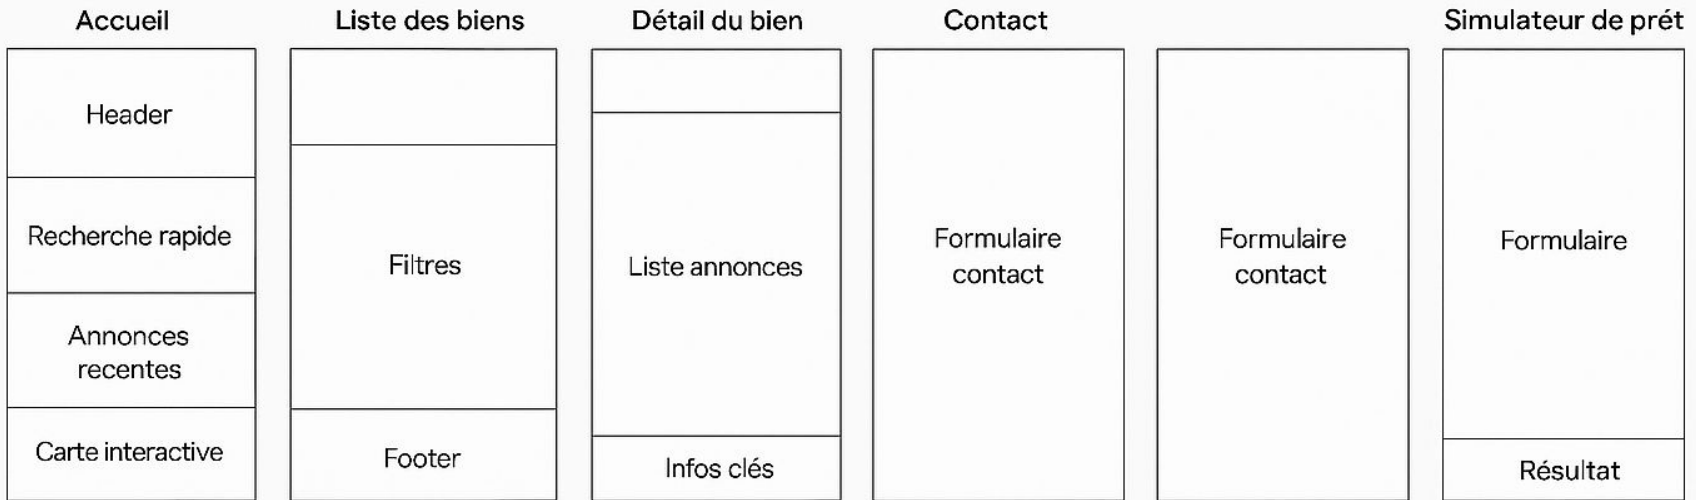 Accueil
Header
Recherche rapide
Annonces
recentes
Carte interactive
Liste des biens
Filtres
Footer
Détail du bien
Liste annonces
Infos clés
Contact
Formulaire
contact
Formulaire
contact
Simulateur de prét
Formulaire
Résultat